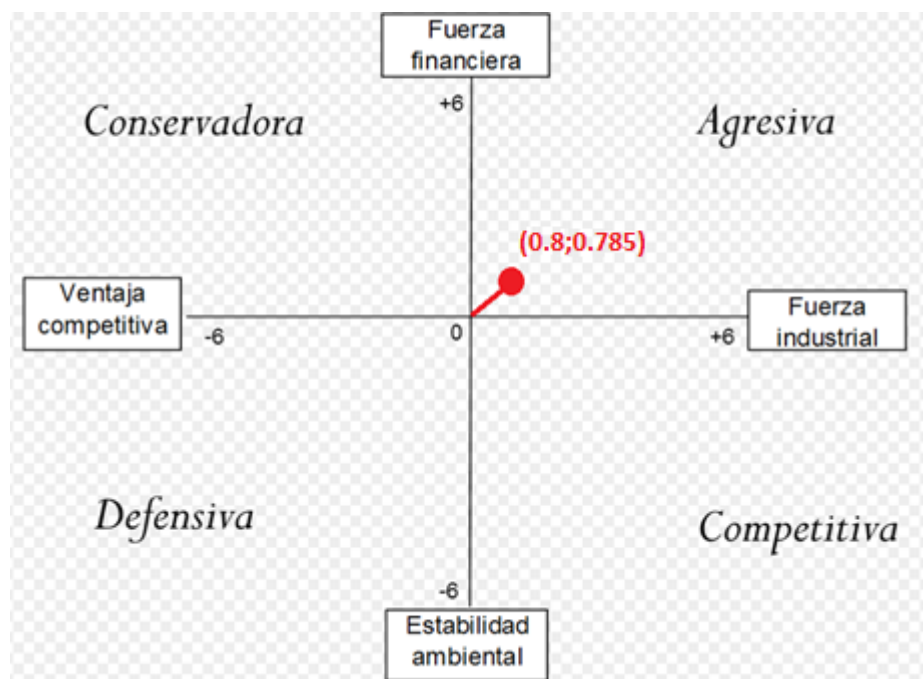 Fuerza
financiera
+6
Conservadora
Agresiva
(0.8;0.785)
Ventaja
competitiva
-6
0
+6
Fuerza
industrial
Defensiva
Competitiva
-6
Estabilidad
ambiental